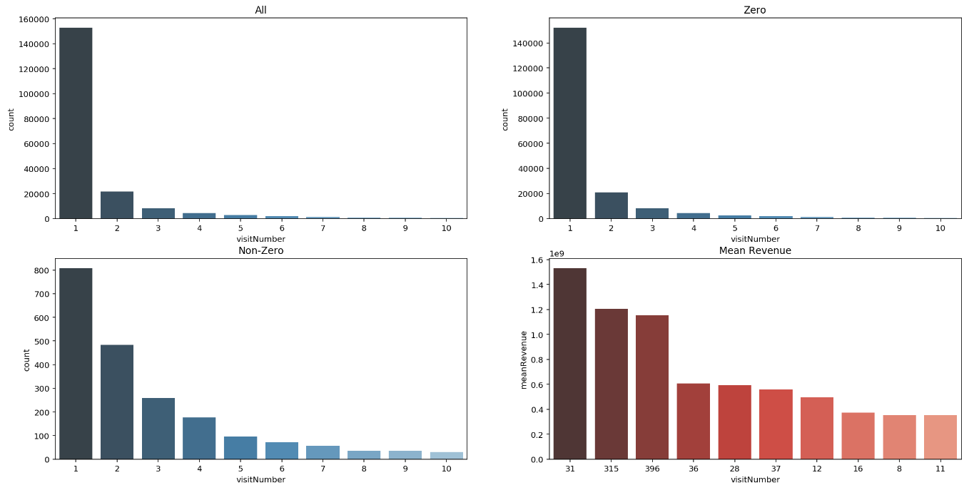 All
160000
140000
120000
100000
80000
60000
40000
20000
0
count
1 2 3 4 5 6 7 8 9 10
visitNumber
Zero
140000
120000
100000
80000
60000
40000
20000
0
count
1 2 3 4 5 6 7 8 9 10
visitNumber
Non-Zero
800
700
600
500
400
300
200
100
0
count
1 2 3 4 5 6 7 8 9 10
visitNumber
Mean Revenue
1e9
1.6
1.4
1.2
1.0
0.8
0.6
0.4
0.2
0.0
meanRevenue
31 315 396 36 28 37 12 16 8 11
visitNumber